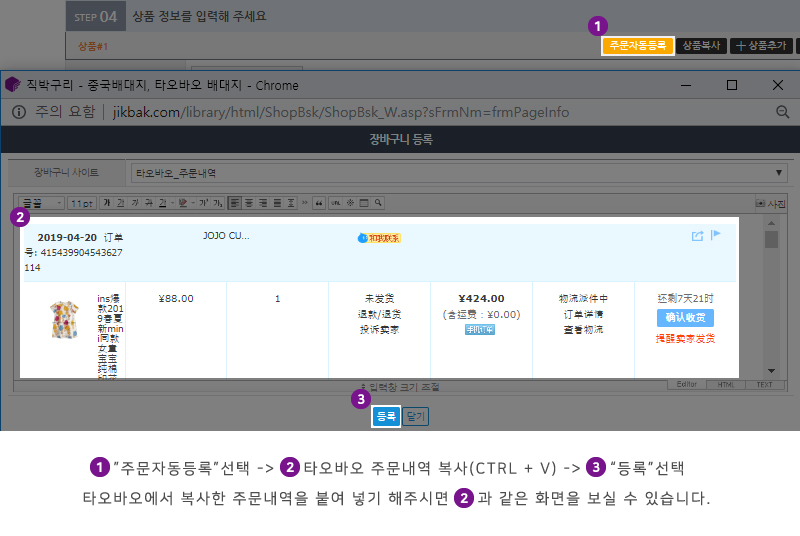 STEP 04 상품 정보를 입력해 주세요
1
상품#1
주문자동등록 상품복사 + 상품추가
직박구리 - 중국배대지, 타오바오 배대지 - Chrome
주의 요함 | jikbak.com/library/html/ShopBsk/ShopBsk_W.asp?sFrmNm=frmPageInfo
장바구니 등록
장바구니 사이트 타오바오_주문내역
글꼴 11pt 가 가 가 가 가 가 가 URL 사진
2
2019-04-20 订单号: 415439904543627114
JOJO CU...
和我联系
ins爆款2019春夏新mini同款女童宝宝纯棉
¥88.00
1
未发货
退款/退货
投诉卖家
¥424.00
(含运费：¥0.00)
手机订单
物流派件中
订单详情
查看物流
还剩7天21时
确认收货
提醒卖家发货
입력창 크기 조절
Editor HTML TEXT
3
등록 닫기
1 "주문자동등록"선택 -> 2 타오바오 주문내역 복사(CTRL + V) -> 3 "등록"선택
타오바오에서 복사한 주문내역을 붙여 넣기 해주시면 2 과 같은 화면을 보실 수 있습니다.